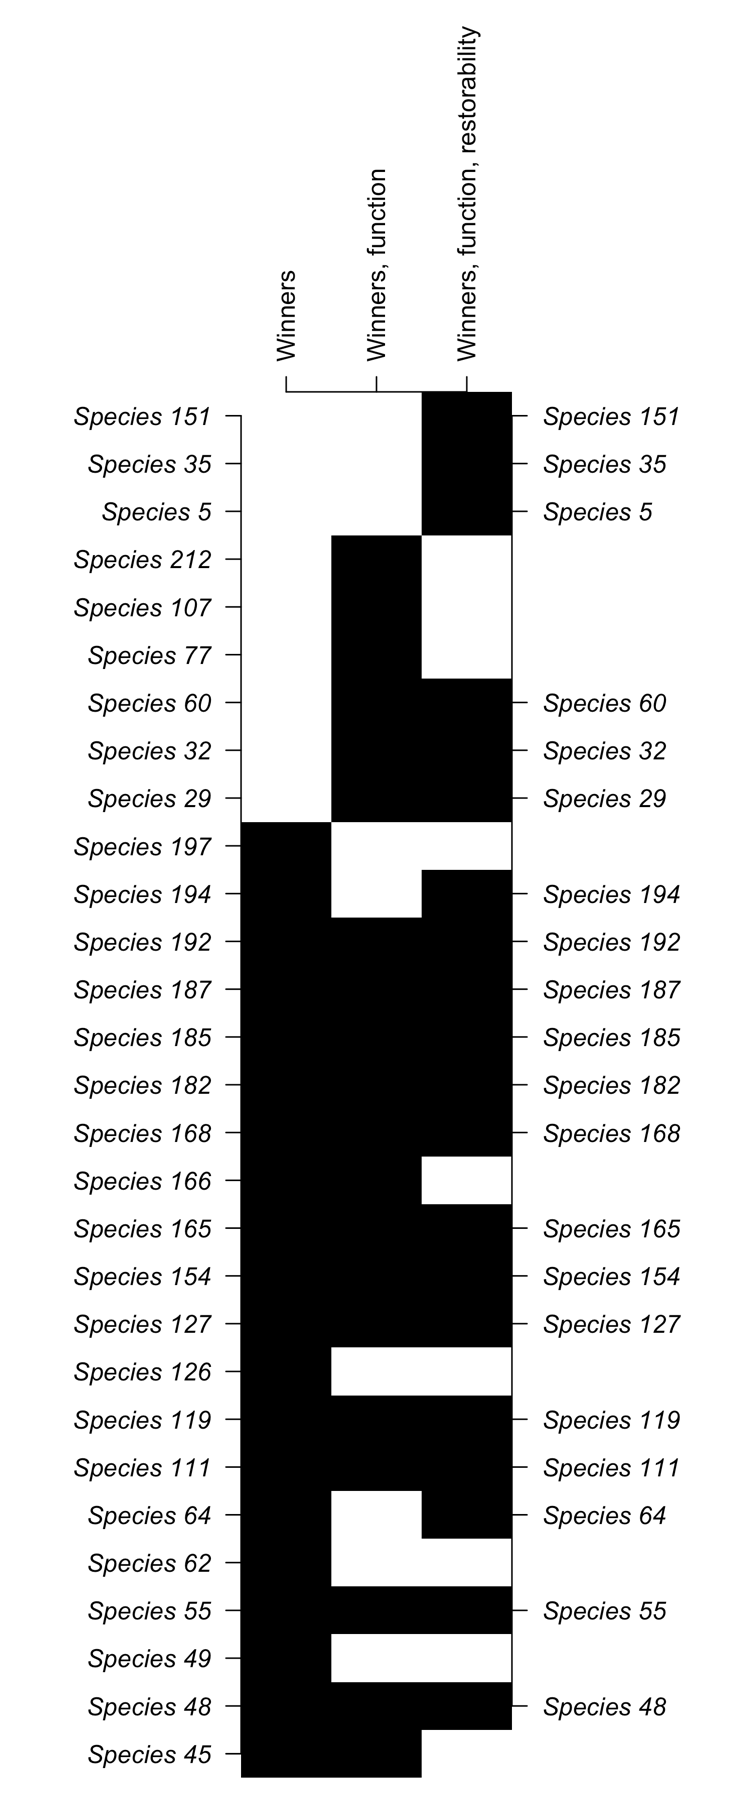 Winners
Winners, function
Winners, function, restorability
Species 151 Species 151
Species 35 Species 35
Species 5 Species 5
Species 212
Species 107
Species 77
Species 60 Species 60
Species 32 Species 32
Species 29 Species 29
Species 197
Species 194 Species 194
Species 192 Species 192
Species 187 Species 187
Species 185 Species 185
Species 182 Species 182
Species 168 Species 168
Species 166
Species 165 Species 165
Species 154 Species 154
Species 127 Species 127
Species 126
Species 119 Species 119
Species 111 Species 111
Species 64 Species 64
Species 62
Species 55 Species 55
Species 49
Species 48 Species 48
Species 45